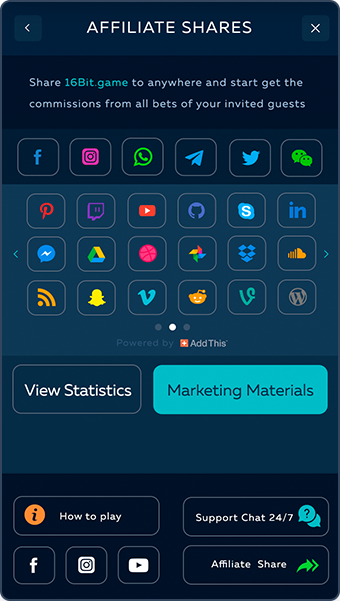 AFFILIATE SHARES
Share 16Bit.game to anywhere and start get the
commissions from all bets of your invited guests
Powered by AddThis
View Statistics
Marketing Materials
How to play
Support Chat 24/7
Affiliate Share